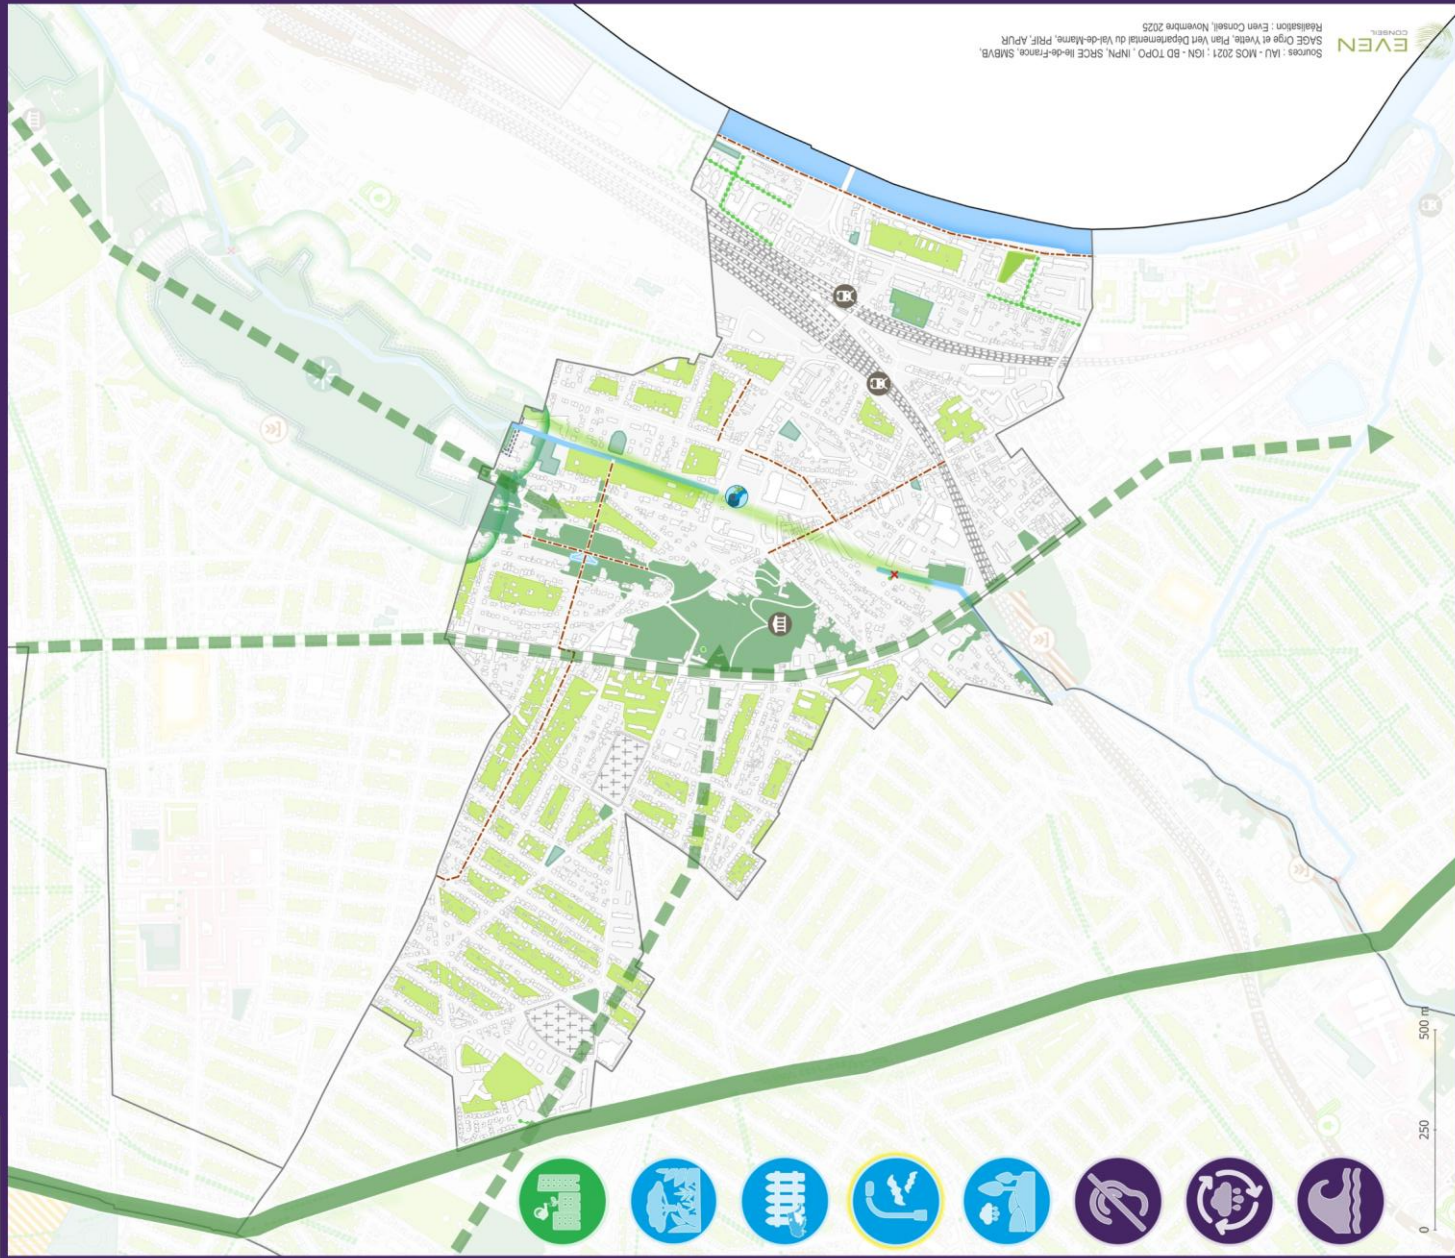 Sources : IAU - MOS 2021 ; IGN - BD TOPO , INPN, SRCE Ile-de-France, SMBVB,
SAGE Orge et Yvette, Plan Vert Départemental du Val-de-Marne, PRIF, APUR
Réalisation : Even Conseil, Novembre 2025
EVEN
CONSEIL
0
250
500 m